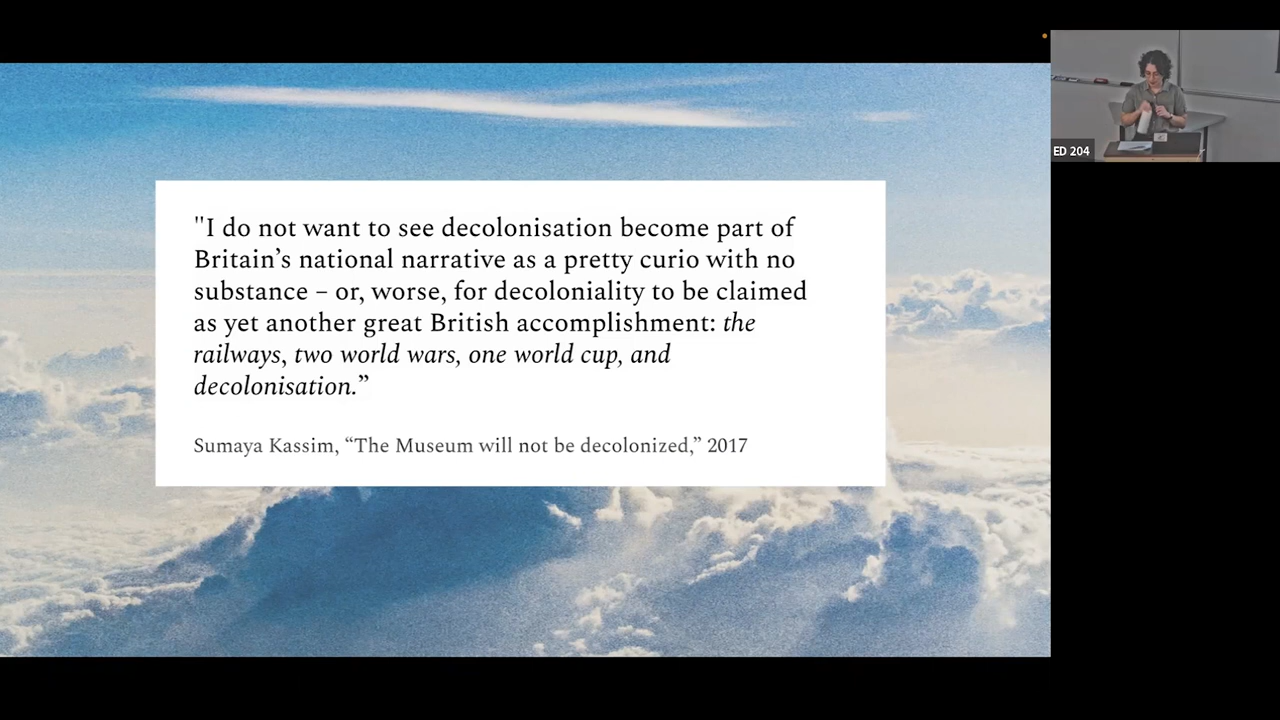 "I do not want to see decolonisation become part of
Britain’s national narrative as a pretty curio with no
substance – or, worse, for decoloniality to be claimed
as yet another great British accomplishment: the
railways, two world wars, one world cup, and
decolonisation.”
Sumaya Kassim, “The Museum will not be decolonized,” 2017
ED 204